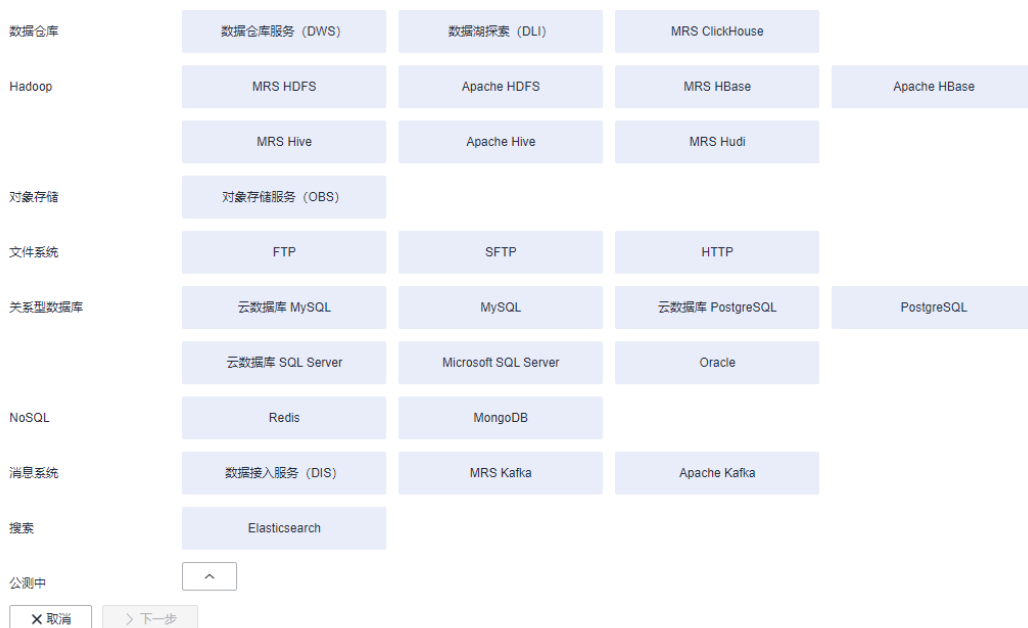 数据仓库 数据仓库服务（DWS） 数据湖探索（DLI） MRS ClickHouse
Hadoop MRS HDFS Apache HDFS MRS HBase Apache HBase
MRS Hive Apache Hive MRS Hudi
对象存储 对象存储服务（OBS）
文件系统 FTP SFTP HTTP
关系型数据库 云数据库 MySQL MySQL 云数据库 PostgreSQL PostgreSQL
云数据库 SQL Server Microsoft SQL Server Oracle
NoSQL Redis MongoDB
消息系统 数据接入服务（DIS） MRS Kafka Apache Kafka
搜索 Elasticsearch
公测中
取消 下一步